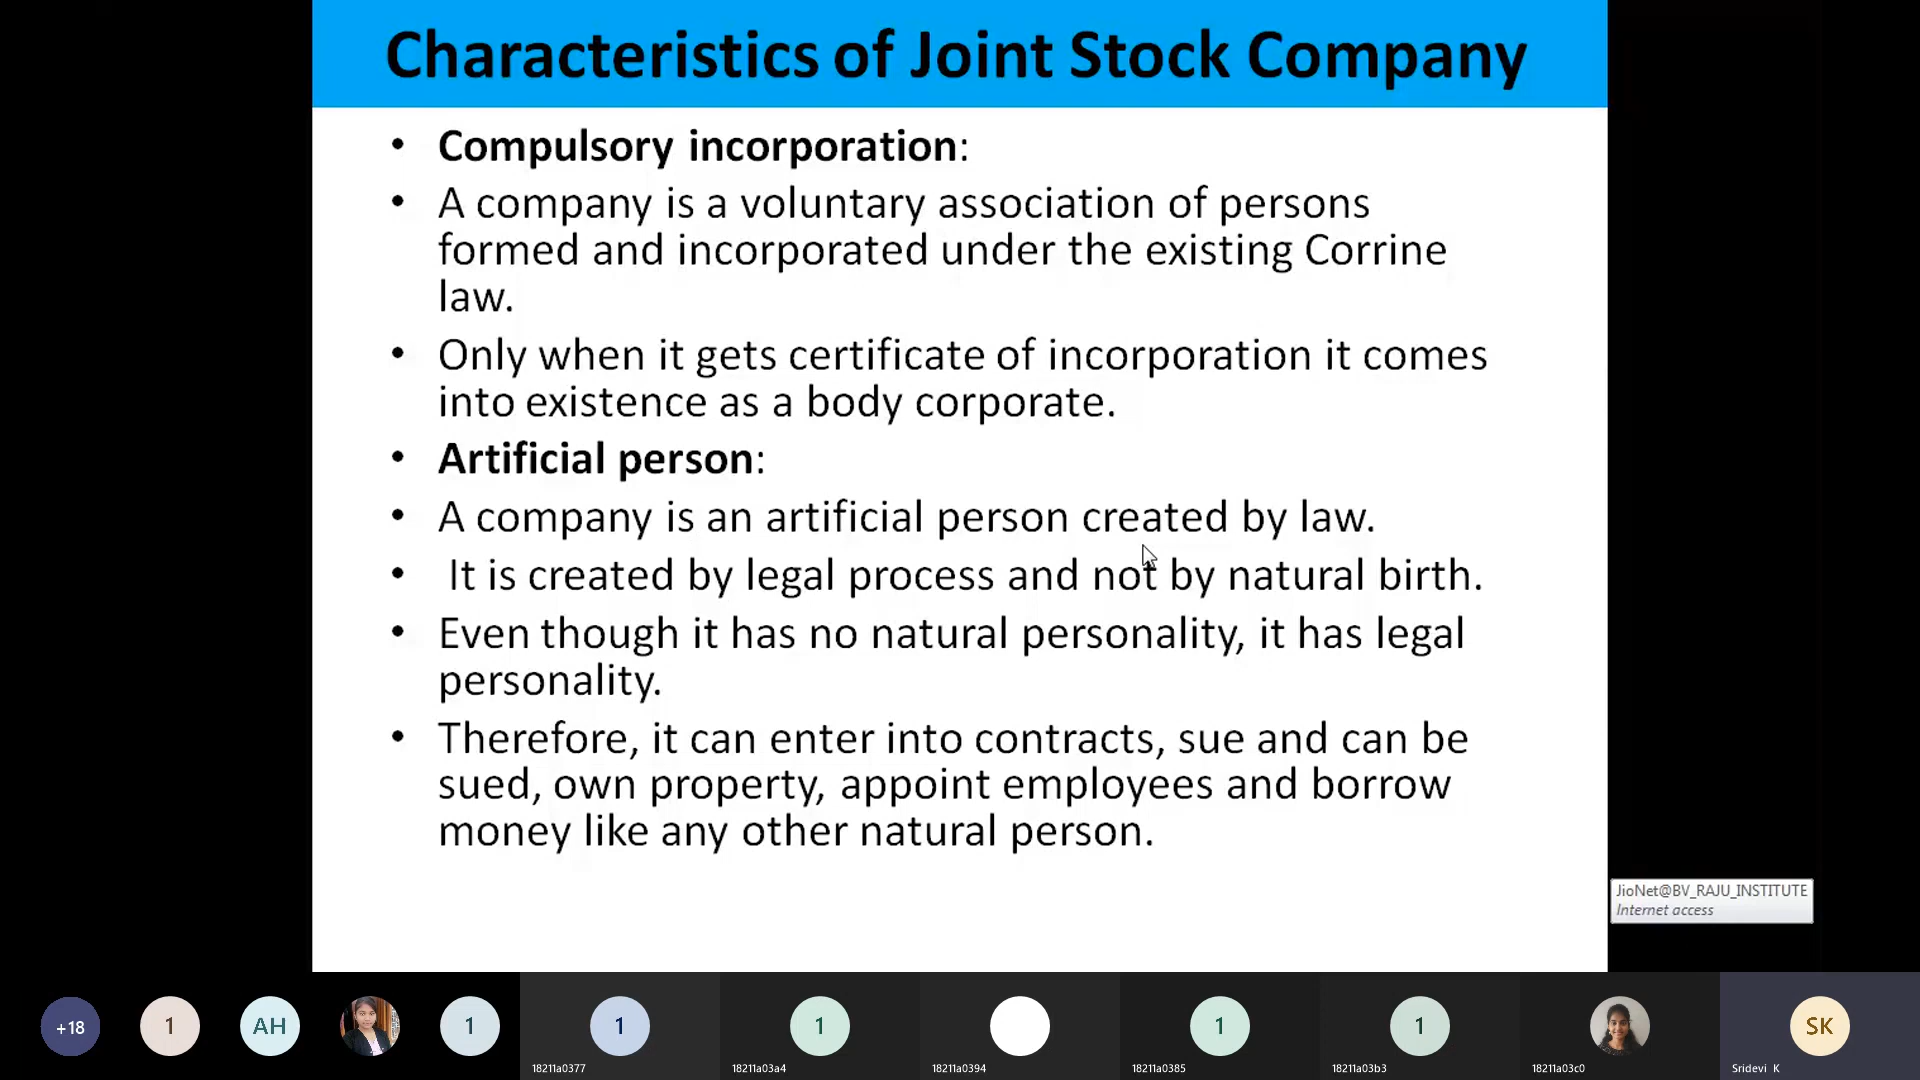 Characteristics of Joint Stock Company
• Compulsory incorporation:
• A company is a voluntary association of persons
formed and incorporated under the existing Corrine
law.
• Only when it gets certificate of incorporation it comes
into existence as a body corporate.
• Artificial person:
• A company is an artificial person created by law.
• It is created by legal process and not by natural birth.
• Even though it has no natural personality, it has legal
personality.
• Therefore, it can enter into contracts, sue and can be
sued, own property, appoint employees and borrow
money like any other natural person.
JioNet@BV_RAJU_INSTITUTE
Internet access
+18
1
AH
1
1
1
1
1
SK
18211a0377
18211a03a4
18211a0394
18211a0385
18211a03b3
18211a03c0
Sridevi K